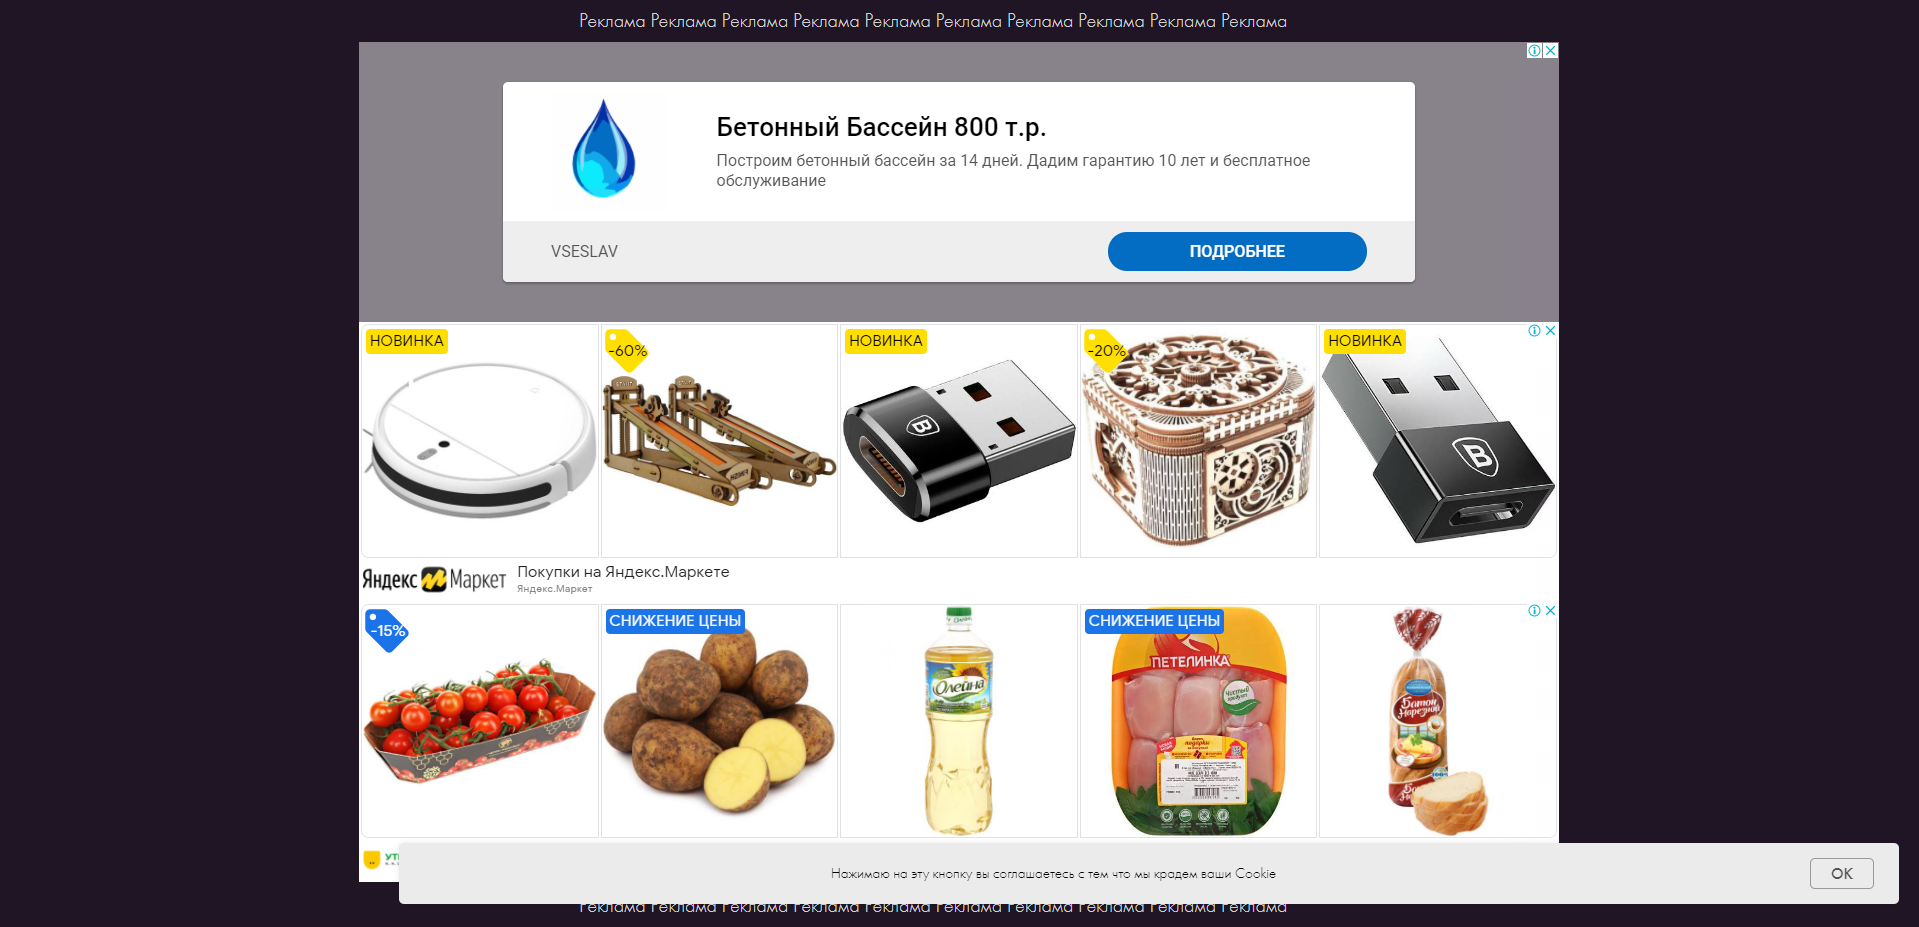 Реклама Реклама Реклама Реклама Реклама Реклама Реклама Реклама Реклама Реклама
Бетонный Бассейн 800 т.р.
Построим бетонный бассейн за 14 дней. Дадим гарантию 10 лет и бесплатное
обслуживание
VSESLAV
ПОДРОБНЕЕ
НОВИНКА
-60%
НОВИНКА
-20%
НОВИНКА
B
B
Яндекс Маркет
Покупки на Яндекс.Маркете
Яндекс.Маркет
-15%
СНИЖЕНИЕ ЦЕНЫ
СНИЖЕНИЕ ЦЕНЫ
Олейна
ПЕТЕЛИНКА
Чистый
продукт
Батон
Нарезной
Нажимаю на эту кнопку вы соглашаетесь с тем что мы крадем ваши Cookie
OK
Реклама Реклама Реклама Реклама Реклама Реклама Реклама Реклама Реклама Реклама